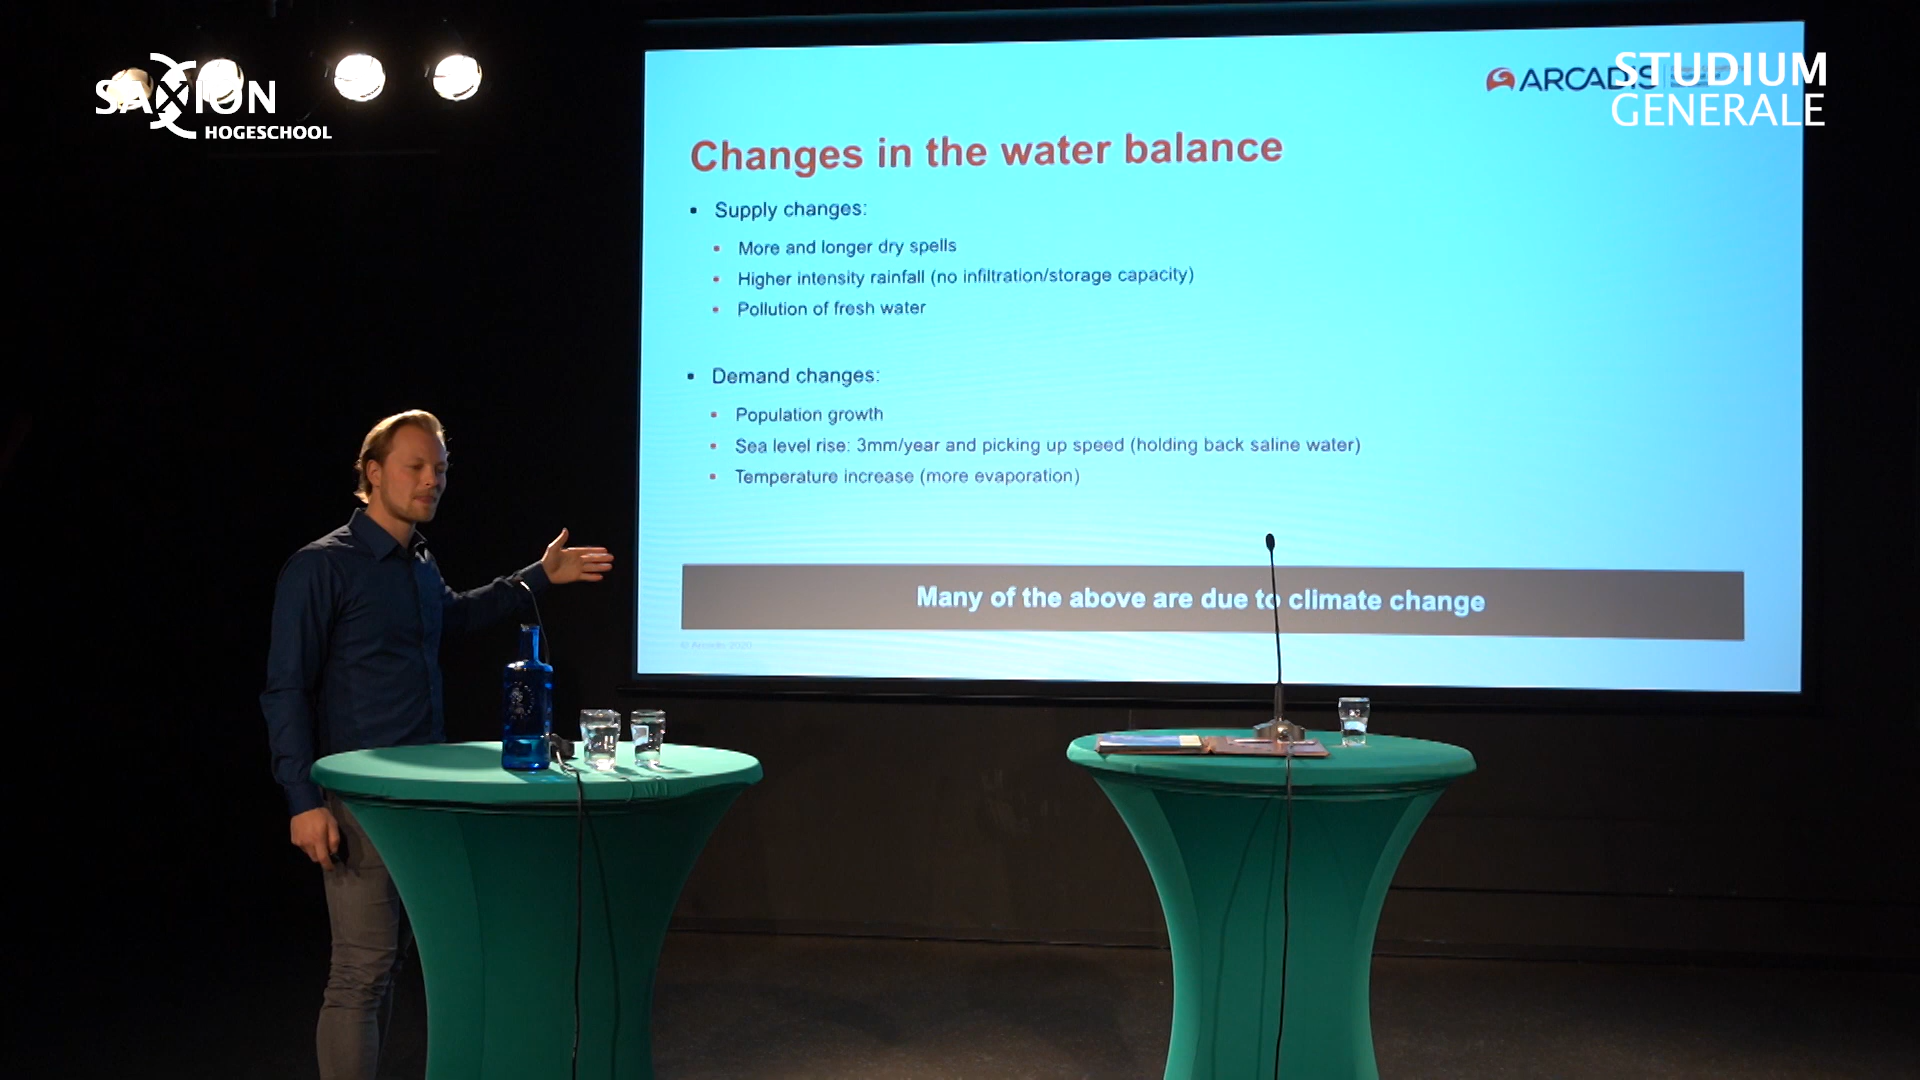 SAXION
HOGESCHOOL
ARCADIS
STUDIUM
GENERALE
Changes in the water balance
▪ Supply changes:
▪ More and longer dry spells
▪ Higher intensity rainfall (no infiltration/storage capacity)
▪ Pollution of fresh water
▪ Demand changes:
▪ Population growth
▪ Sea level rise: 3mm/year and picking up speed (holding back saline water)
▪ Temperature increase (more evaporation)
Many of the above are due to climate change
© Arcadis 2020